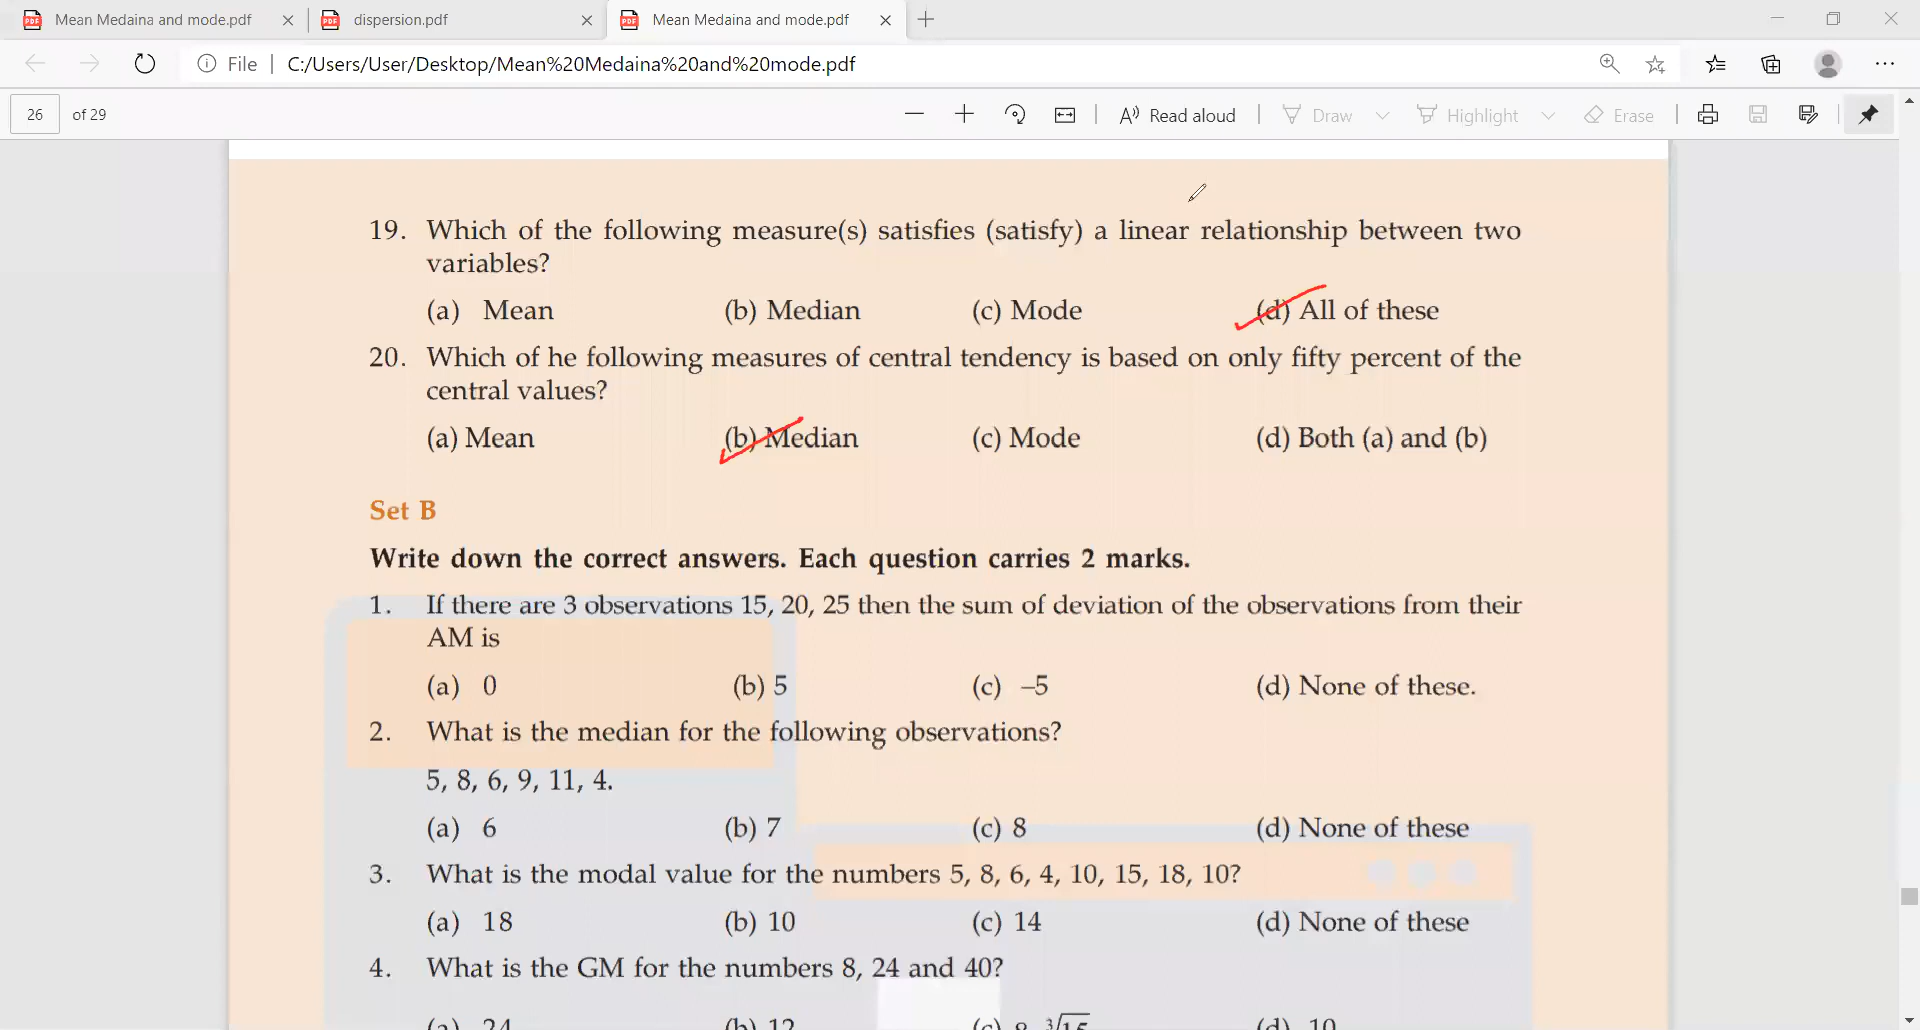 Mean Medaina and mode.pdf
dispersion.pdf
Mean Medaina and mode.pdf
File
C:/Users/User/Desktop/Mean%20Medaina%20and%20mode.pdf
26 of 29
Read aloud
Draw
Highlight
Erase
19. Which of the following measure(s) satisfies (satisfy) a linear relationship between two
variables?
(a) Mean (b) Median (c) Mode (d) All of these
20. Which of he following measures of central tendency is based on only fifty percent of the
central values?
(a) Mean (b) Median (c) Mode (d) Both (a) and (b)
Set B
Write down the correct answers. Each question carries 2 marks.
1. If there are 3 observations 15, 20, 25 then the sum of deviation of the observations from their
AM is
(a) 0 (b) 5 (c) –5 (d) None of these.
2. What is the median for the following observations?
5, 8, 6, 9, 11, 4.
(a) 6 (b) 7 (c) 8 (d) None of these
3. What is the modal value for the numbers 5, 8, 6, 4, 10, 15, 18, 10?
(a) 18 (b) 10 (c) 14 (d) None of these
4. What is the GM for the numbers 8, 24 and 40?
(a) 24 (b) 12 (c) 8 ∛15 (d) 10